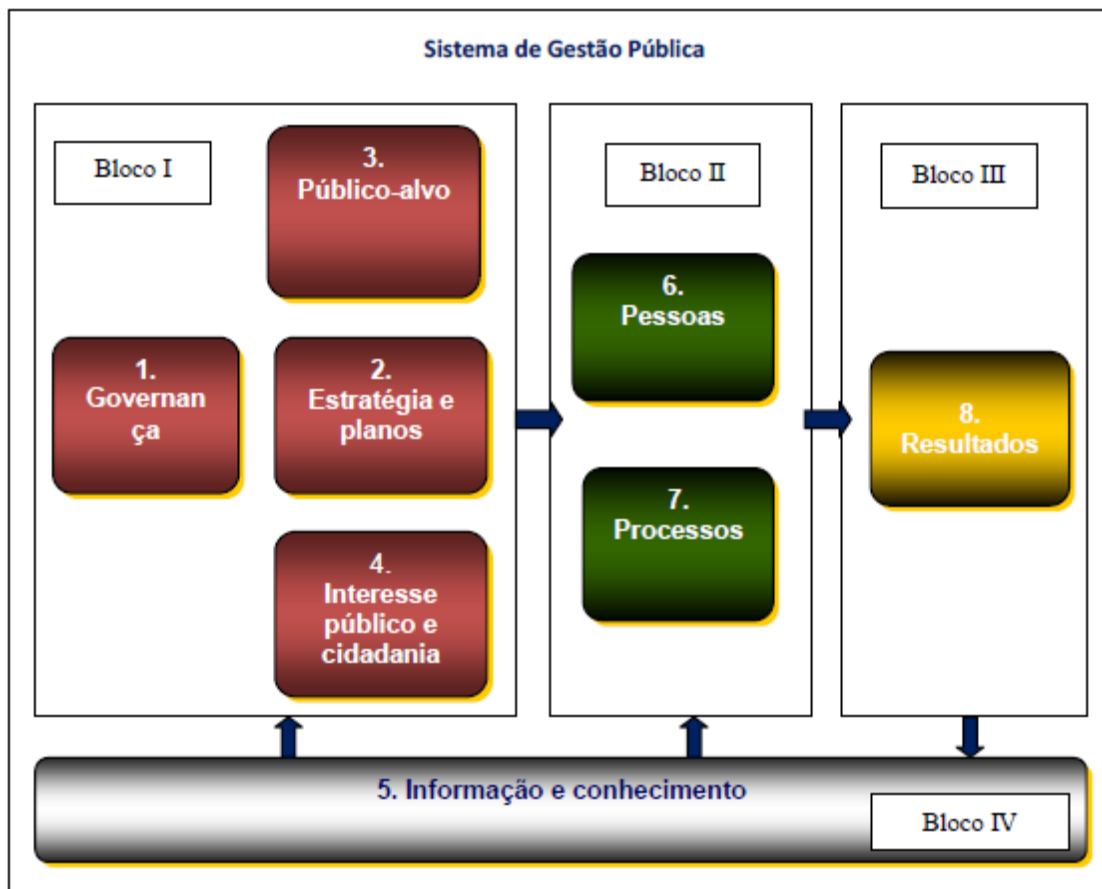 Sistema de Gestão Pública
Bloco I
3.
Público-alvo
1.
Governan
ça
2.
Estratégia e
planos
4.
Interesse
público e
cidadania
Bloco II
6.
Pessoas
7.
Processos
Bloco III
8.
Resultados
5. Informação e conhecimento
Bloco IV